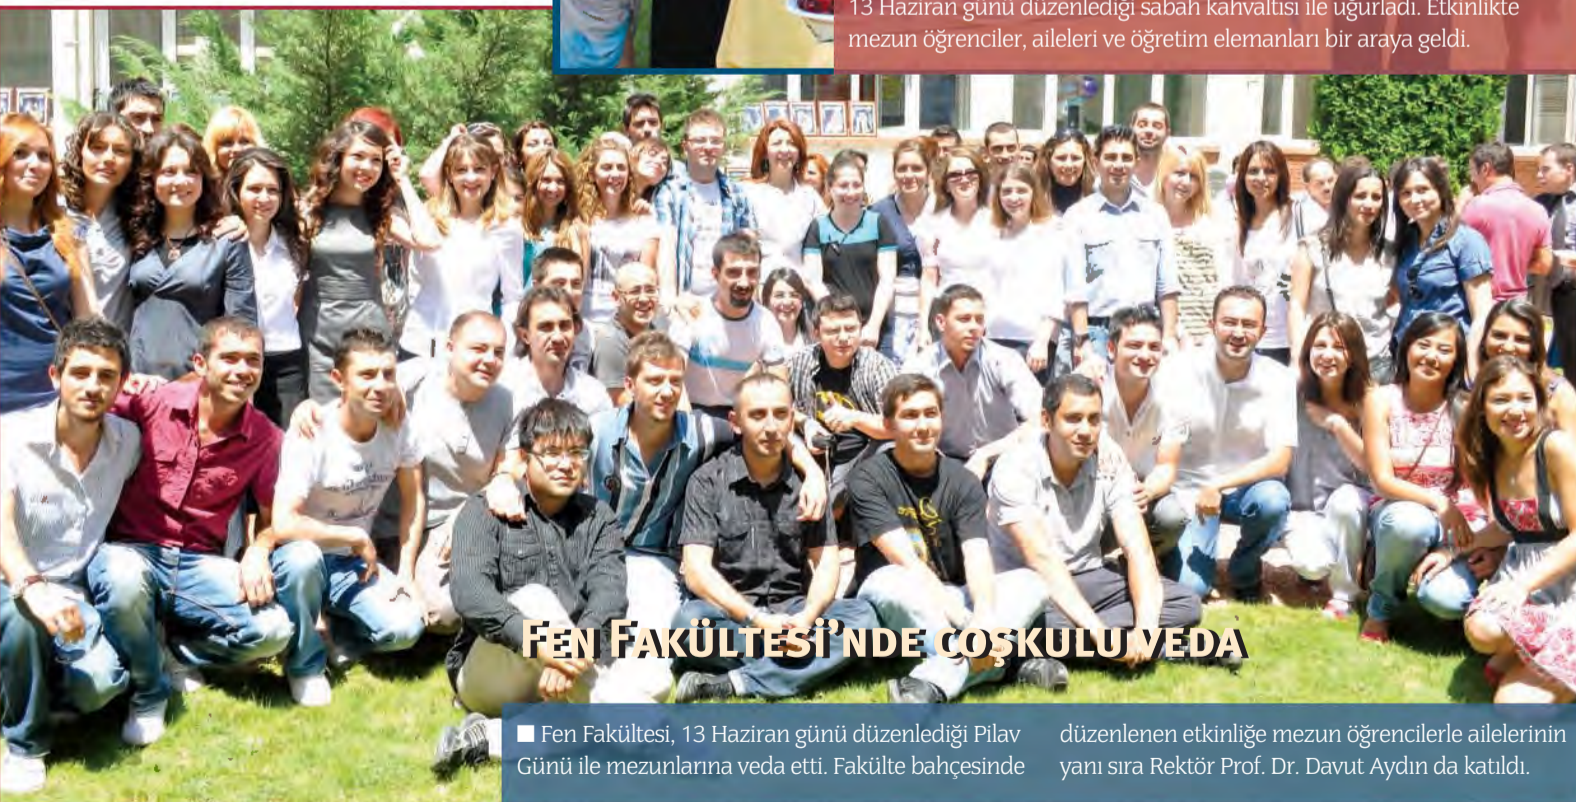 13 Haziran günü düzenlediği sabah kahvaltısı ile uğurladı. Etkinlikte
mezun öğrenciler, aileleri ve öğretim elemanları bir araya geldi.
FEN FAKÜLTESİ’NDE COŞKULU VEDA
■ Fen Fakültesi, 13 Haziran günü düzenlediği Pilav
Günü ile mezunlarına veda etti. Fakülte bahçesinde
düzenlenen etkinliğe mezun öğrencilerle ailelerinin
yanı sıra Rektör Prof. Dr. Davut Aydın da katıldı.